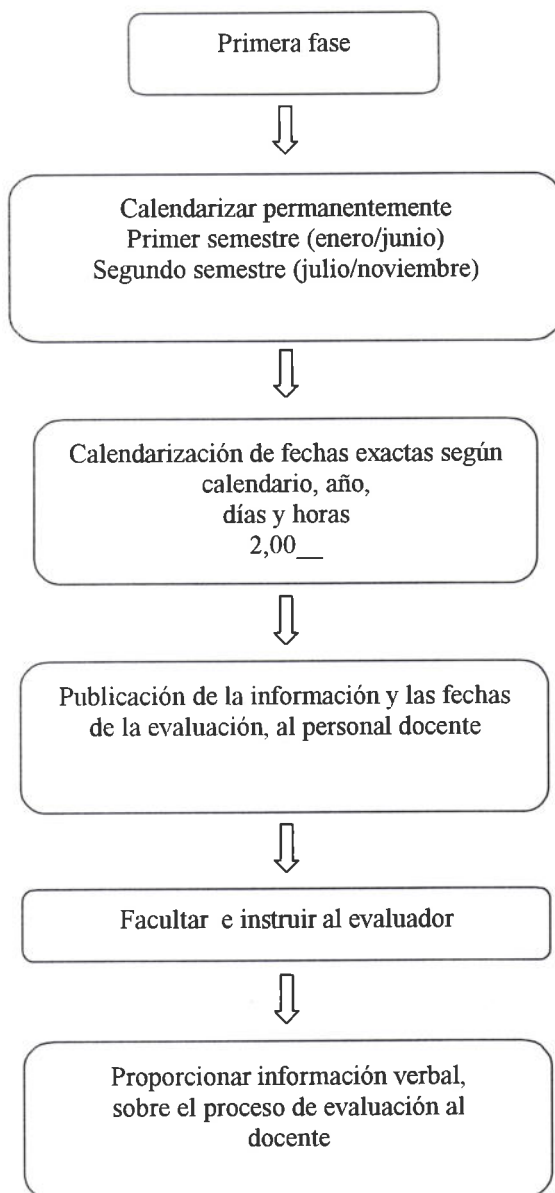 Primera fase
Calendarizar permanentemente
Primer semestre (enero/junio)
Segundo semestre (julio/noviembre)
Calendarización de fechas exactas según
calendario, año,
días y horas
2,00__
Publicación de la información y las fechas
de la evaluación, al personal docente
Facultar e instruir al evaluador
Proporcionar información verbal,
sobre el proceso de evaluación al
docente